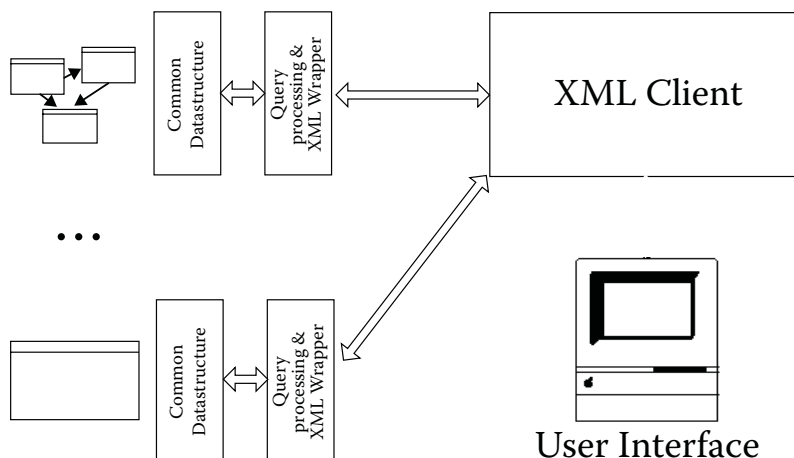 Common
Datastructure
Query
processing &
XML Wrapper
XML Client
• • •
Common
Datastructure
Query
processing &
XML Wrapper
User Interface